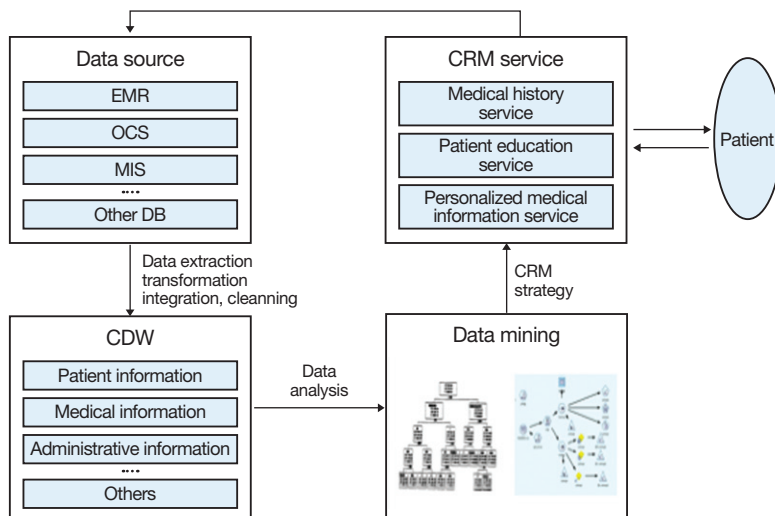 Data source
EMR
OCS
MIS
....
Other DB
CRM service
Medical history
service
Patient education
service
Personalized medical
information service
Patient
Data extraction
transformation
integration, cleanning
CRM
strategy
CDW
Patient information
Medical information
Administrative information
....
Others
Data
analysis
Data mining